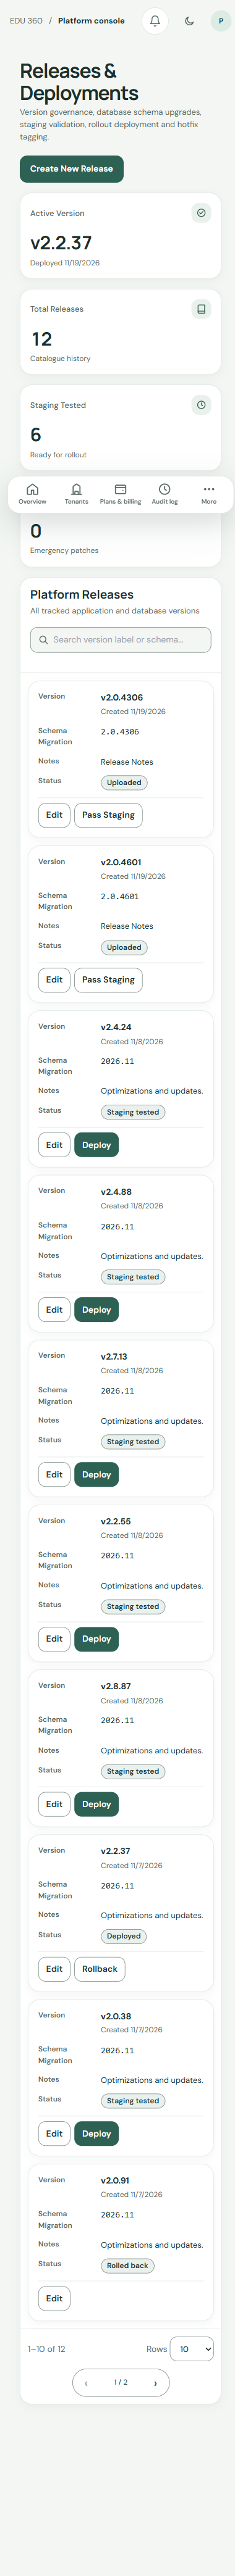 EDU 360 / Platform console
P
Releases &
Deployments
Version governance, database schema upgrades,
staging validation, rollout deployment and hotfix
tagging.
Create New Release
Active Version
v2.2.37
Deployed 11/19/2026
Total Releases
12
Catalogue history
Staging Tested
6
Ready for rollout
Overview Tenants Plans & billing Audit log More
0
Emergency patches
Platform Releases
All tracked application and database versions
Search version label or schema...
Version v2.0.4306
Created 11/19/2026
Schema Migration 2.0.4306
Notes Release Notes
Status Uploaded
Edit Pass Staging
Version v2.0.4601
Created 11/19/2026
Schema Migration 2.0.4601
Notes Release Notes
Status Uploaded
Edit Pass Staging
Version v2.4.24
Created 11/8/2026
Schema Migration 2026.11
Notes Optimizations and updates.
Status Staging tested
Edit Deploy
Version v2.4.88
Created 11/8/2026
Schema Migration 2026.11
Notes Optimizations and updates.
Status Staging tested
Edit Deploy
Version v2.7.13
Created 11/8/2026
Schema Migration 2026.11
Notes Optimizations and updates.
Status Staging tested
Edit Deploy
Version v2.2.55
Created 11/8/2026
Schema Migration 2026.11
Notes Optimizations and updates.
Status Staging tested
Edit Deploy
Version v2.8.87
Created 11/8/2026
Schema Migration 2026.11
Notes Optimizations and updates.
Status Staging tested
Edit Deploy
Version v2.2.37
Created 11/7/2026
Schema Migration 2026.11
Notes Optimizations and updates.
Status Deployed
Edit Rollback
Version v2.0.38
Created 11/7/2026
Schema Migration 2026.11
Notes Optimizations and updates.
Status Staging tested
Edit Deploy
Version v2.0.91
Created 11/7/2026
Schema Migration 2026.11
Notes Optimizations and updates.
Status Rolled back
Edit
1–10 of 12 Rows 10
‹ 1 / 2 ›